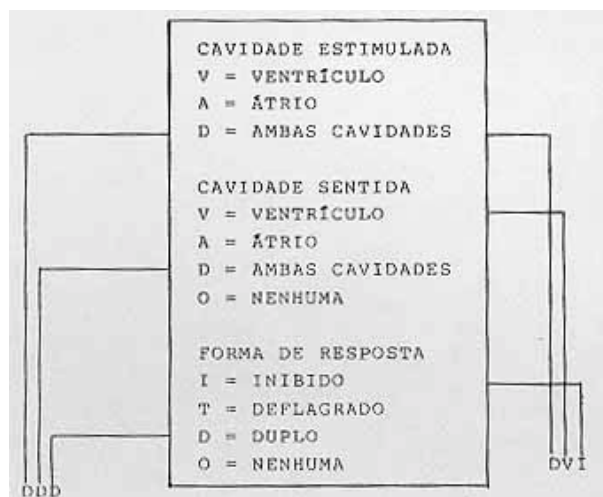 CAVIDADE ESTIMULADA
V = VENTRÍCULO
A = ÁTRIO
D = AMBAS CAVIDADES
CAVIDADE SENTIDA
V = VENTRÍCULO
A = ÁTRIO
D = AMBAS CAVIDADES
O = NENHUMA
FORMA DE RESPOSTA
I = INIBIDO
T = DEFLAGRADO
D = DUPLO
O = NENHUMA
DDD
DVI